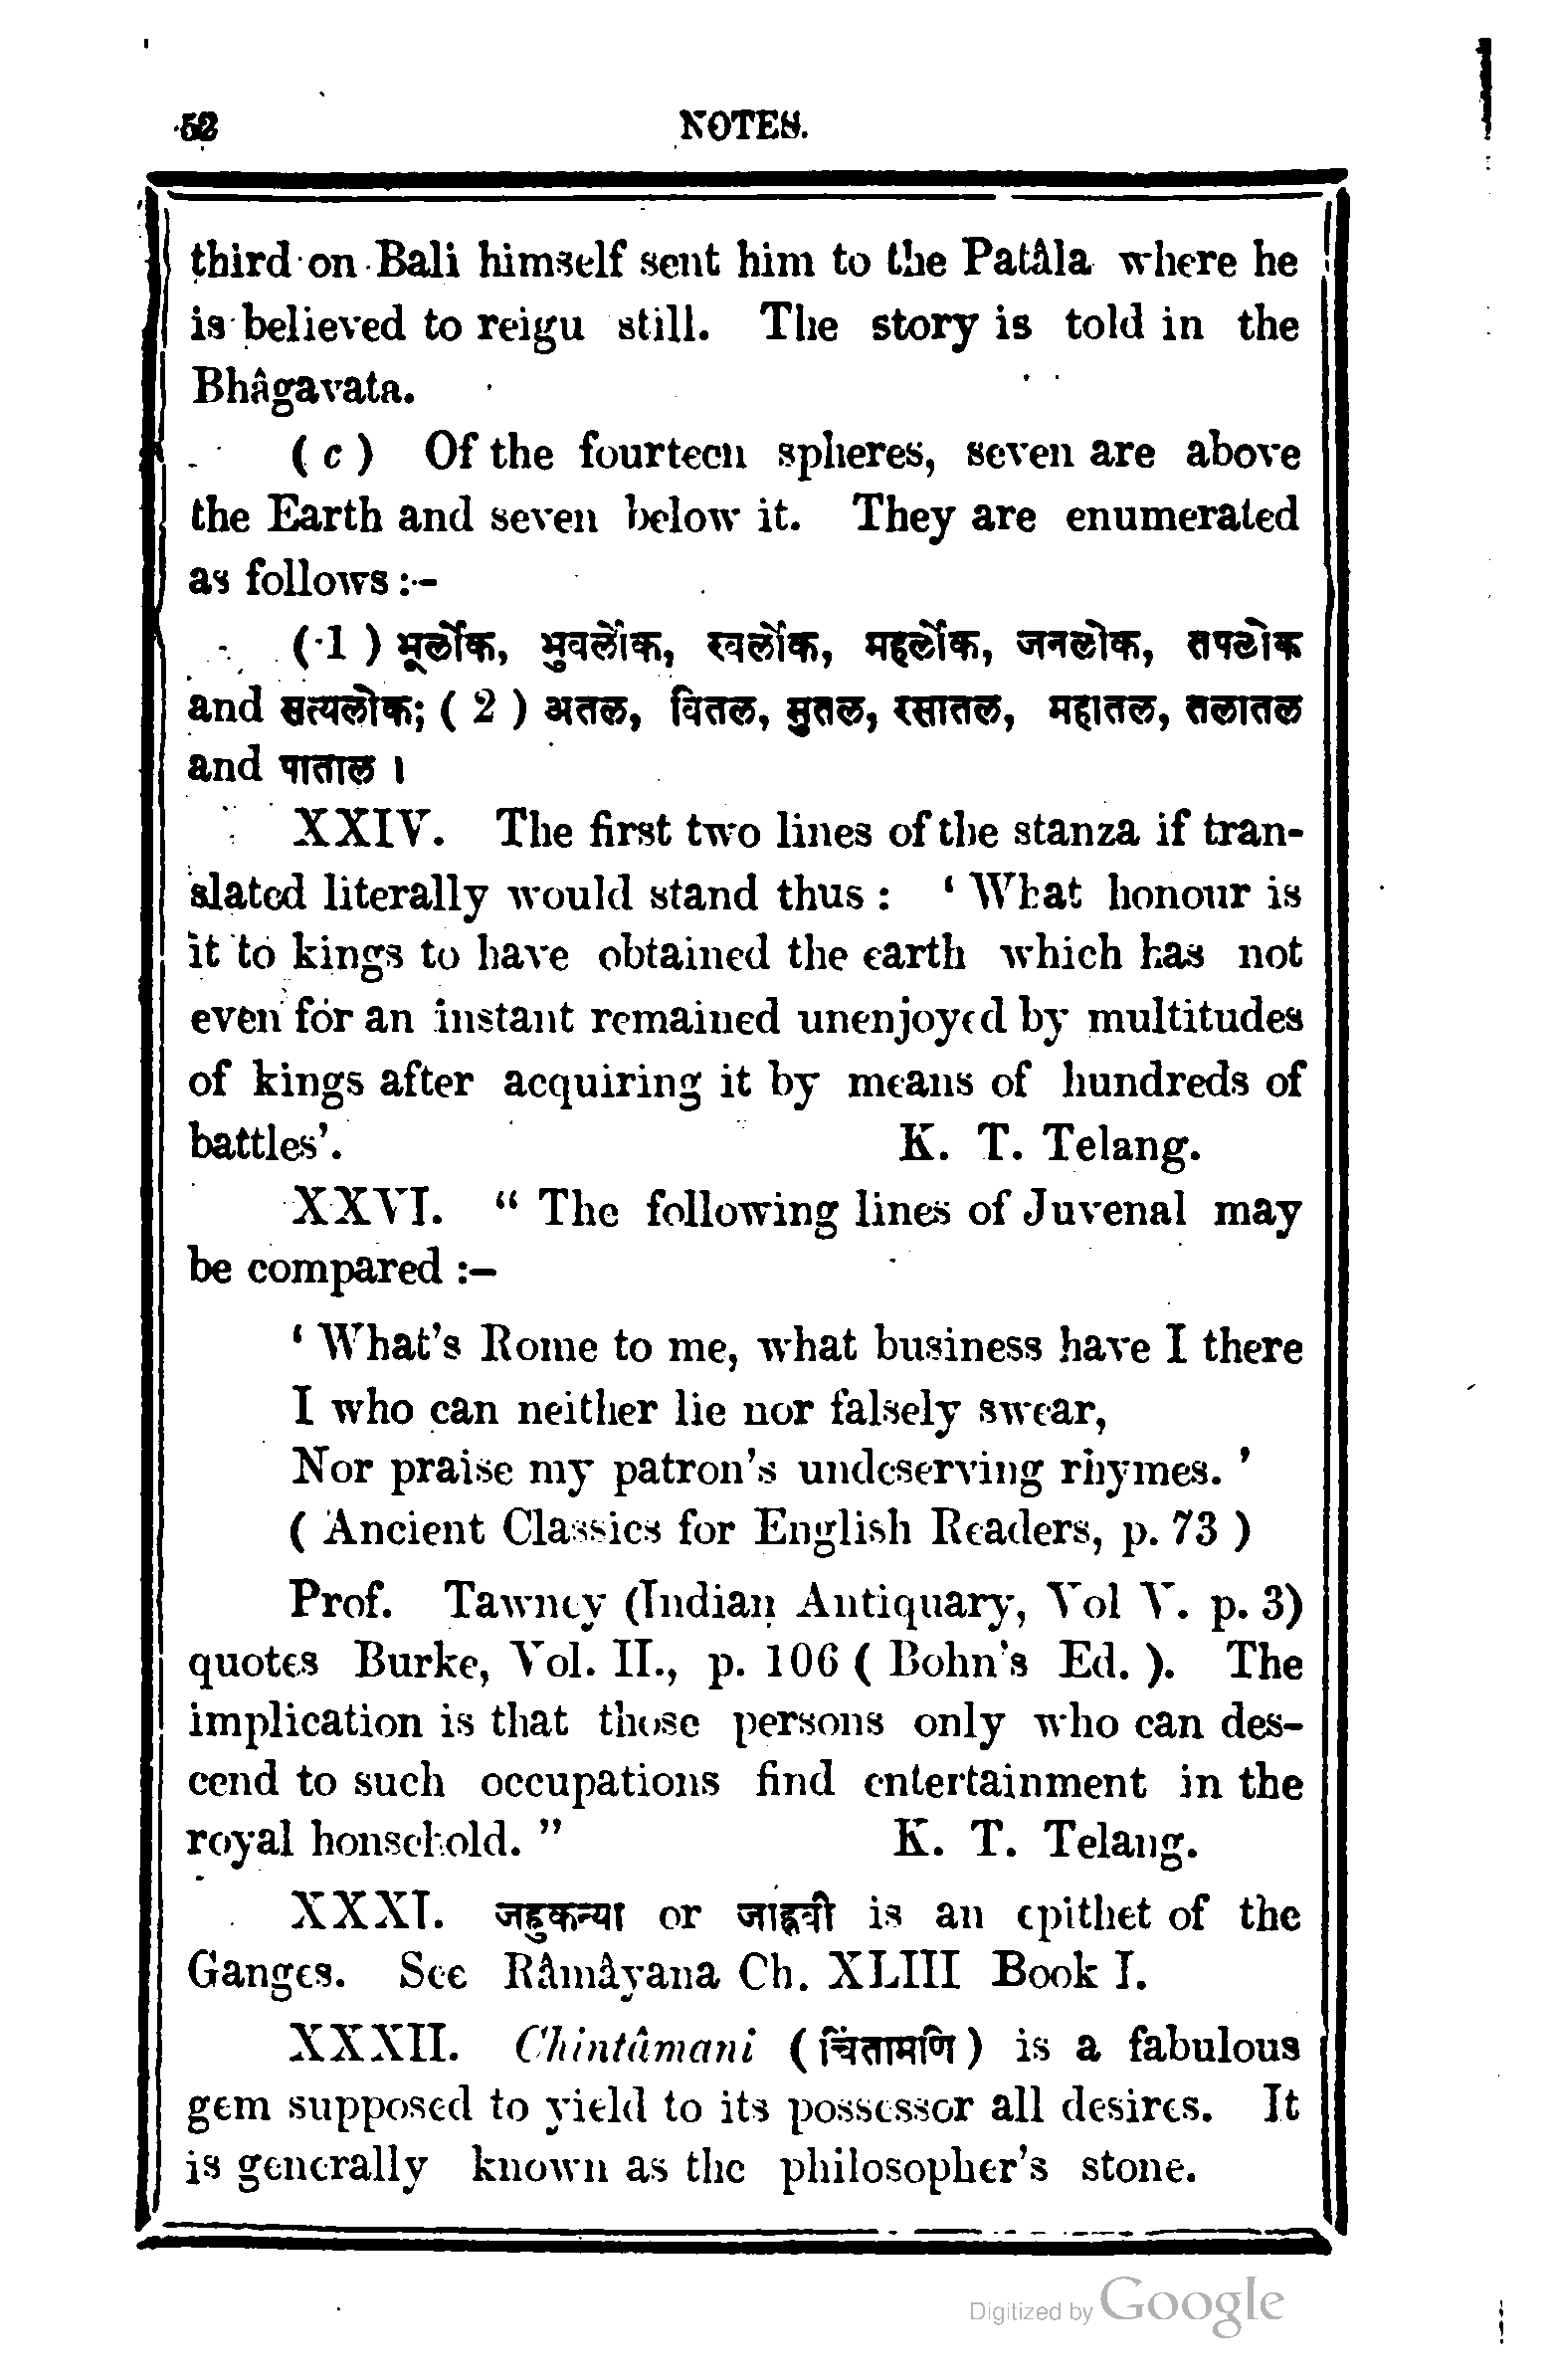 52 NOTES.
third on Bali himself sent him to the Patâla where he
is believed to reigu still. The story is told in the
Bhâgavata.
( c ) Of the fourteen spheres, seven are above
the Earth and seven below it. They are enumerated
as follows :-
( 1 ) भूर्लोक, भुवर्लोक, स्वर्लोक, महर्लोक, जनलोक, तपलोक
and सत्यलोक; ( 2 ) अतल, वितल, सुतल, रसातल, महातल, तलातल
and पाताल ।
XXIV. The first two lines of the stanza if tran-
slated literally would stand thus : ‘ What honour is
it to kings to have obtained the earth which has not
even for an instant remained unenjoyed by multitudes
of kings after acquiring it by means of hundreds of
battles’. K. T. Telang.
XXVI. “ The following lines of Juvenal may
be compared :–
‘ What’s Rome to me, what business have I there
I who can neither lie nor falsely swear,
Nor praise my patron’s undeserving rhymes. ’
( Ancient Classics for English Readers, p. 73 )
Prof. Tawney (Indian Antiquary, Vol V. p. 3)
quotes Burke, Vol. II., p. 106 ( Bohn’s Ed. ). The
implication is that those persons only who can des-
cend to such occupations find entertainment in the
royal household. ” K. T. Telang.
XXXI. जहुकन्या or जाह्नवी is an epithet of the
Ganges. See Râmâyana Ch. XLIII Book I.
XXXII. Chintâmani ( चिंतामणि ) is a fabulous
gem supposed to yield to its possessor all desires. It
is generally known as the philosopher’s stone.
Digitized by Google